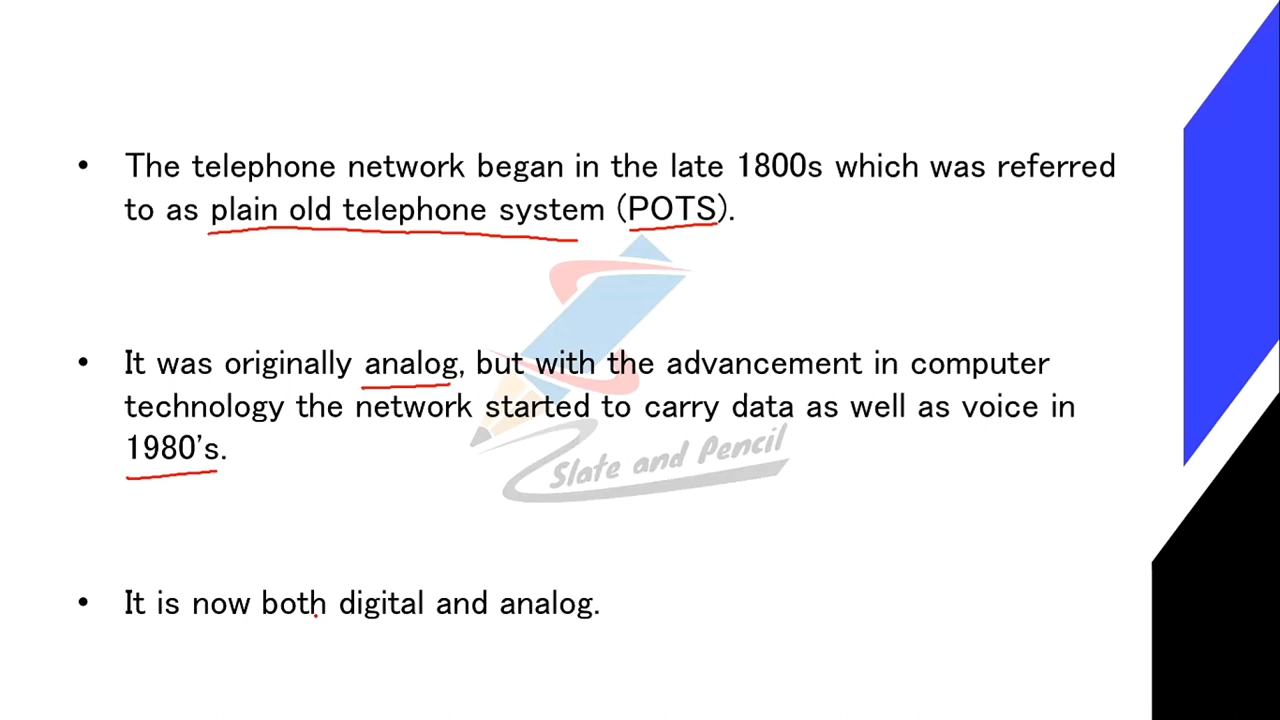 • The telephone network began in the late 1800s which was referred
to as plain old telephone system (POTS).
• It was originally analog, but with the advancement in computer
technology the network started to carry data as well as voice in
1980’s.
Slate and Pencil
• It is now both digital and analog.